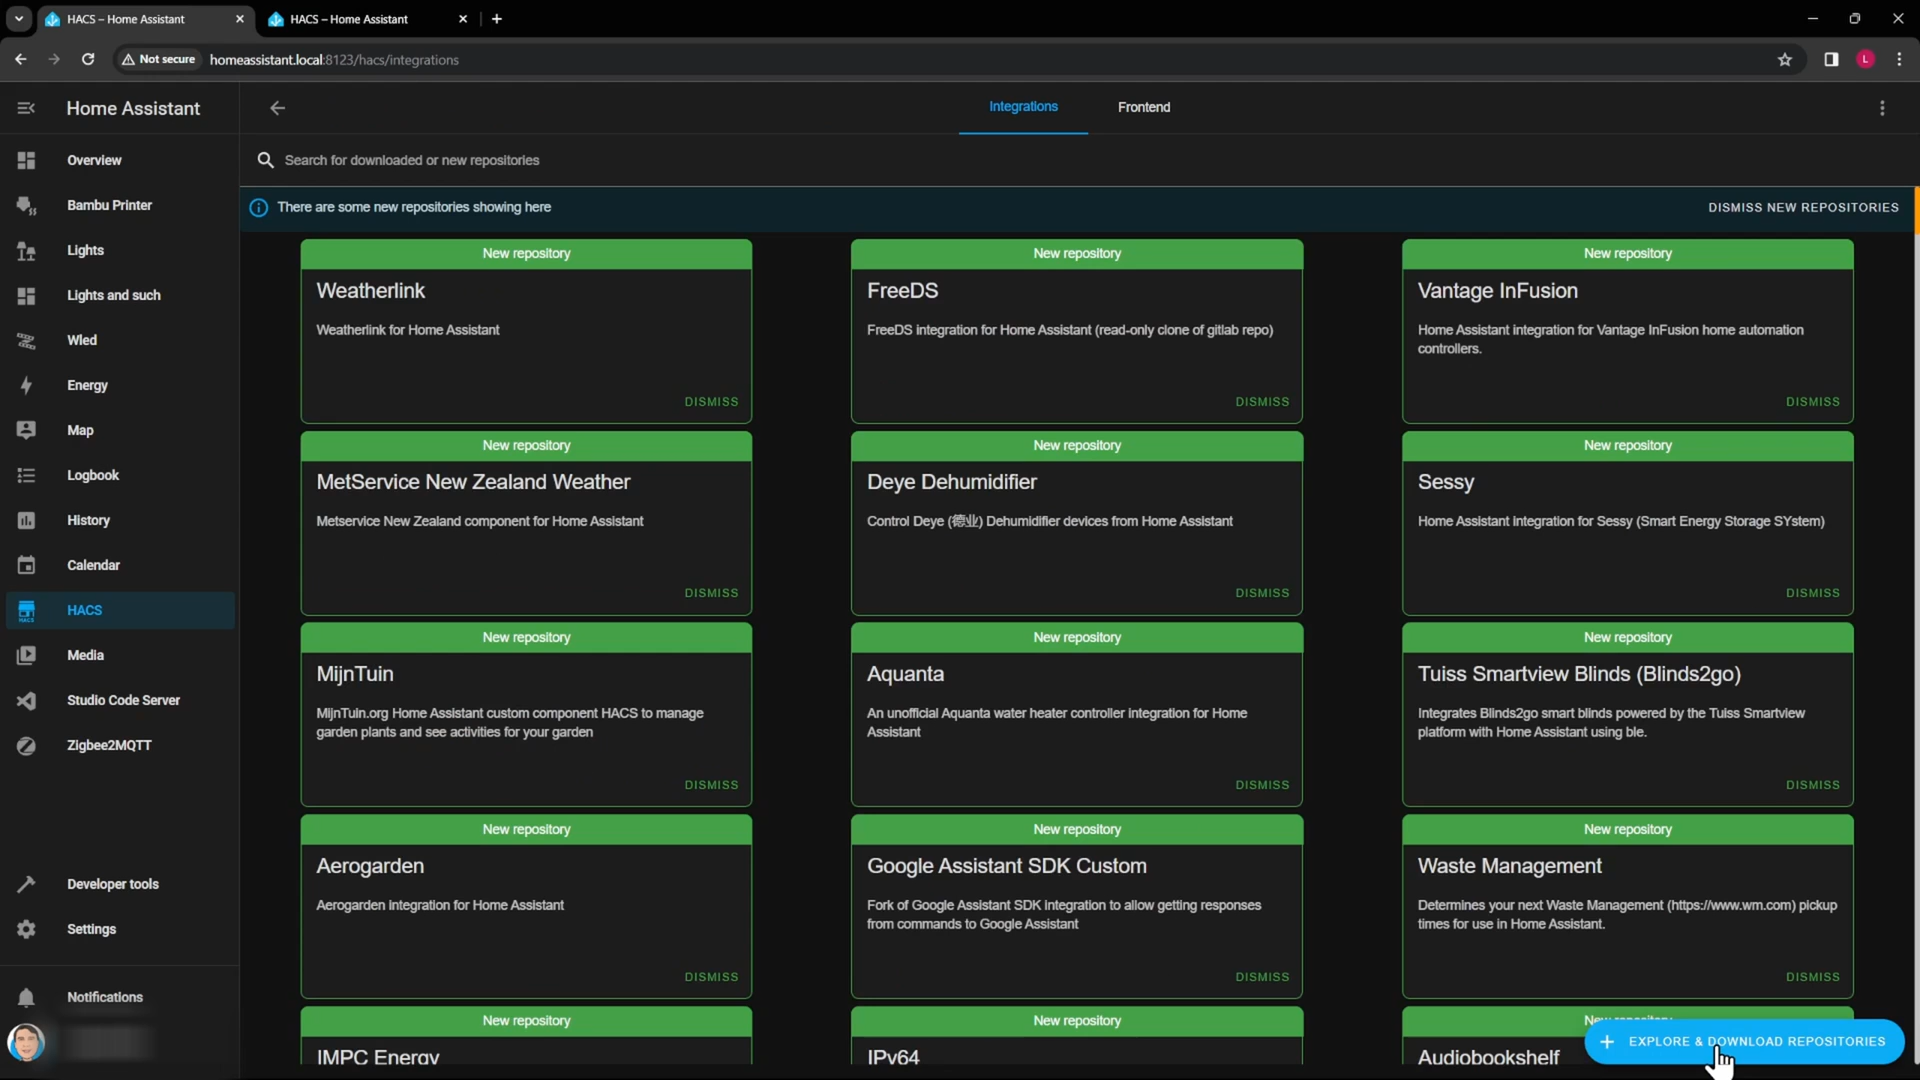 HACS – Home Assistant
HACS – Home Assistant
Not secure
homeassistant.local:8123/hacs/integrations
L
Home Assistant
Overview
Bambu Printer
Lights
Lights and such
Wled
Energy
Map
Logbook
History
Calendar
HACS
HACS
Media
Studio Code Server
Zigbee2MQTT
Developer tools
Settings
Notifications
Integrations
Frontend
Search for downloaded or new repositories
There are some new repositories showing here
DISMISS NEW REPOSITORIES
New repository
Weatherlink
Weatherlink for Home Assistant
DISMISS
New repository
FreeDS
FreeDS integration for Home Assistant (read-only clone of gitlab repo)
DISMISS
New repository
Vantage InFusion
Home Assistant integration for Vantage InFusion home automation
controllers.
DISMISS
New repository
MetService New Zealand Weather
Metservice New Zealand component for Home Assistant
DISMISS
New repository
Deye Dehumidifier
Control Deye (德业) Dehumidifier devices from Home Assistant
DISMISS
New repository
Sessy
Home Assistant integration for Sessy (Smart Energy Storage SYstem)
DISMISS
New repository
MijnTuin
MijnTuin.org Home Assistant custom component HACS to manage
garden plants and see activities for your garden
DISMISS
New repository
Aquanta
An unofficial Aquanta water heater controller integration for Home
Assistant
DISMISS
New repository
Tuiss Smartview Blinds (Blinds2go)
Integrates Blinds2go smart blinds powered by the Tuiss Smartview
platform with Home Assistant using ble.
DISMISS
New repository
Aerogarden
Aerogarden integration for Home Assistant
DISMISS
New repository
Google Assistant SDK Custom
Fork of Google Assistant SDK integration to allow getting responses
from commands to Google Assistant
DISMISS
New repository
Waste Management
Determines your next Waste Management (https://www.wm.com) pickup
times for use in Home Assistant.
DISMISS
New repository
IMPC Energy
New repository
IPv64
New repository
Audiobookshelf
EXPLORE & DOWNLOAD REPOSITORIES